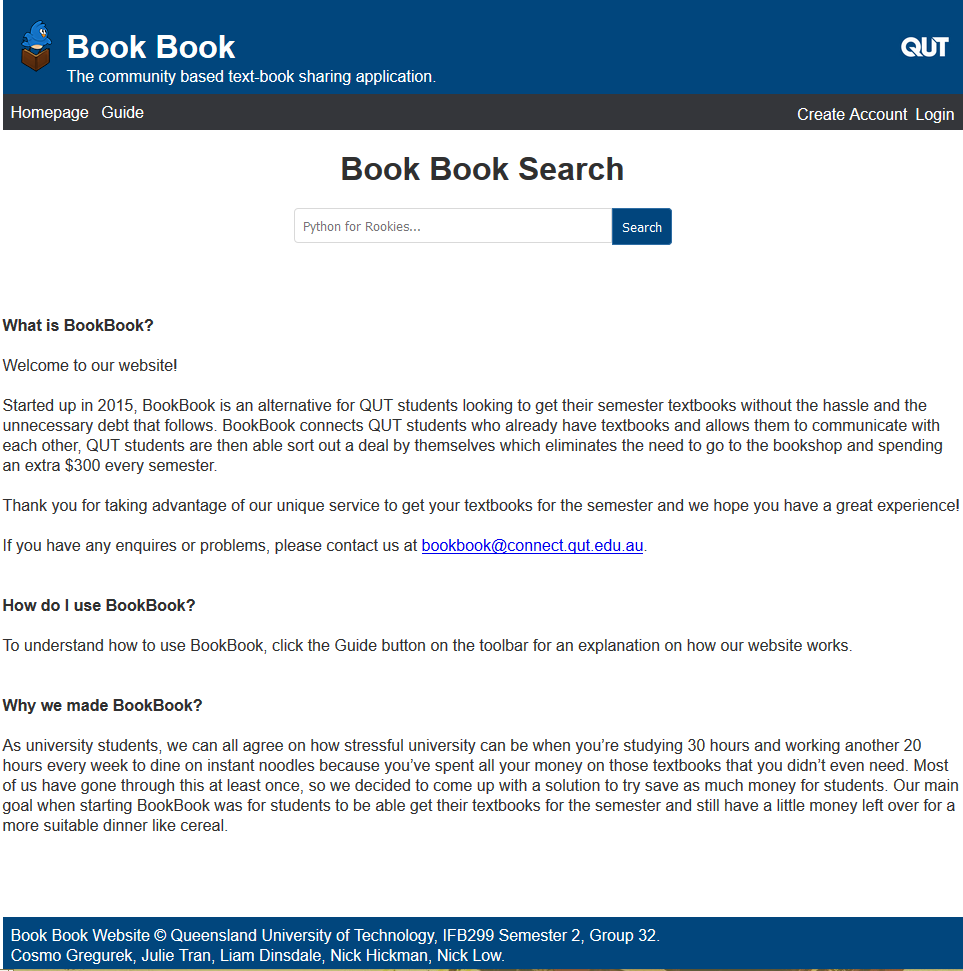 Book Book
QUT
The community based text-book sharing application.
Homepage Guide Create Account Login
Book Book Search
Python for Rookies... Search
What is BookBook?
Welcome to our website!
Started up in 2015, BookBook is an alternative for QUT students looking to get their semester textbooks without the hassle and the
unnecessary debt that follows. BookBook connects QUT students who already have textbooks and allows them to communicate with
each other, QUT students are then able sort out a deal by themselves which eliminates the need to go to the bookshop and spending
an extra $300 every semester.
Thank you for taking advantage of our unique service to get your textbooks for the semester and we hope you have a great experience!
If you have any enquires or problems, please contact us at bookbook@connect.qut.edu.au.
How do I use BookBook?
To understand how to use BookBook, click the Guide button on the toolbar for an explanation on how our website works.
Why we made BookBook?
As university students, we can all agree on how stressful university can be when you’re studying 30 hours and working another 20
hours every week to dine on instant noodles because you’ve spent all your money on those textbooks that you didn’t even need. Most
of us have gone through this at least once, so we decided to come up with a solution to try save as much money for students. Our main
goal when starting BookBook was for students to be able get their textbooks for the semester and still have a little money left over for a
more suitable dinner like cereal.
Book Book Website © Queensland University of Technology, IFB299 Semester 2, Group 32.
Cosmo Gregurek, Julie Tran, Liam Dinsdale, Nick Hickman, Nick Low.